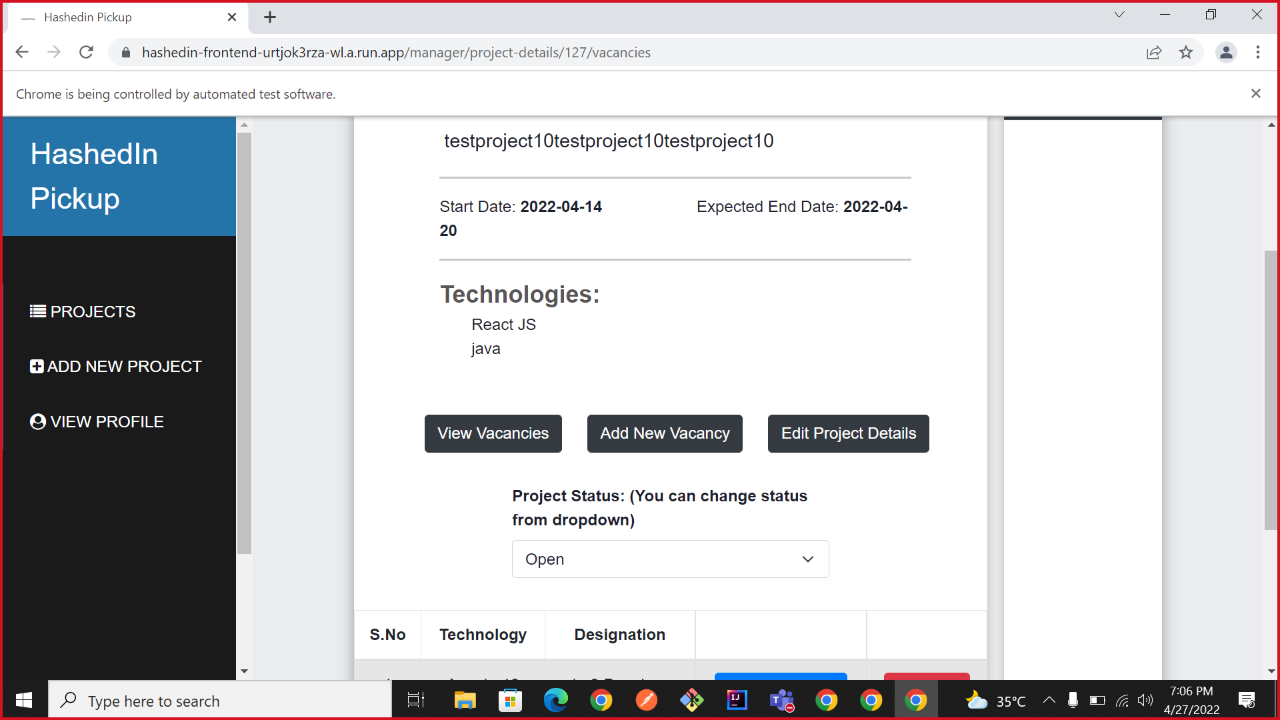 Hashedin Pickup
hashedin-frontend-urtjok3rza-wl.a.run.app/manager/project-details/127/vacancies
Chrome is being controlled by automated test software.
HashedIn
Pickup
PROJECTS
ADD NEW PROJECT
VIEW PROFILE
testproject10testproject10testproject10
Start Date: 2022-04-14 Expected End Date: 2022-04-
20
Technologies:
React JS
java
View Vacancies Add New Vacancy Edit Project Details
Project Status: (You can change status
from dropdown)
Open
S.No Technology Designation
Type here to search
35°C
7:06 PM
4/27/2022